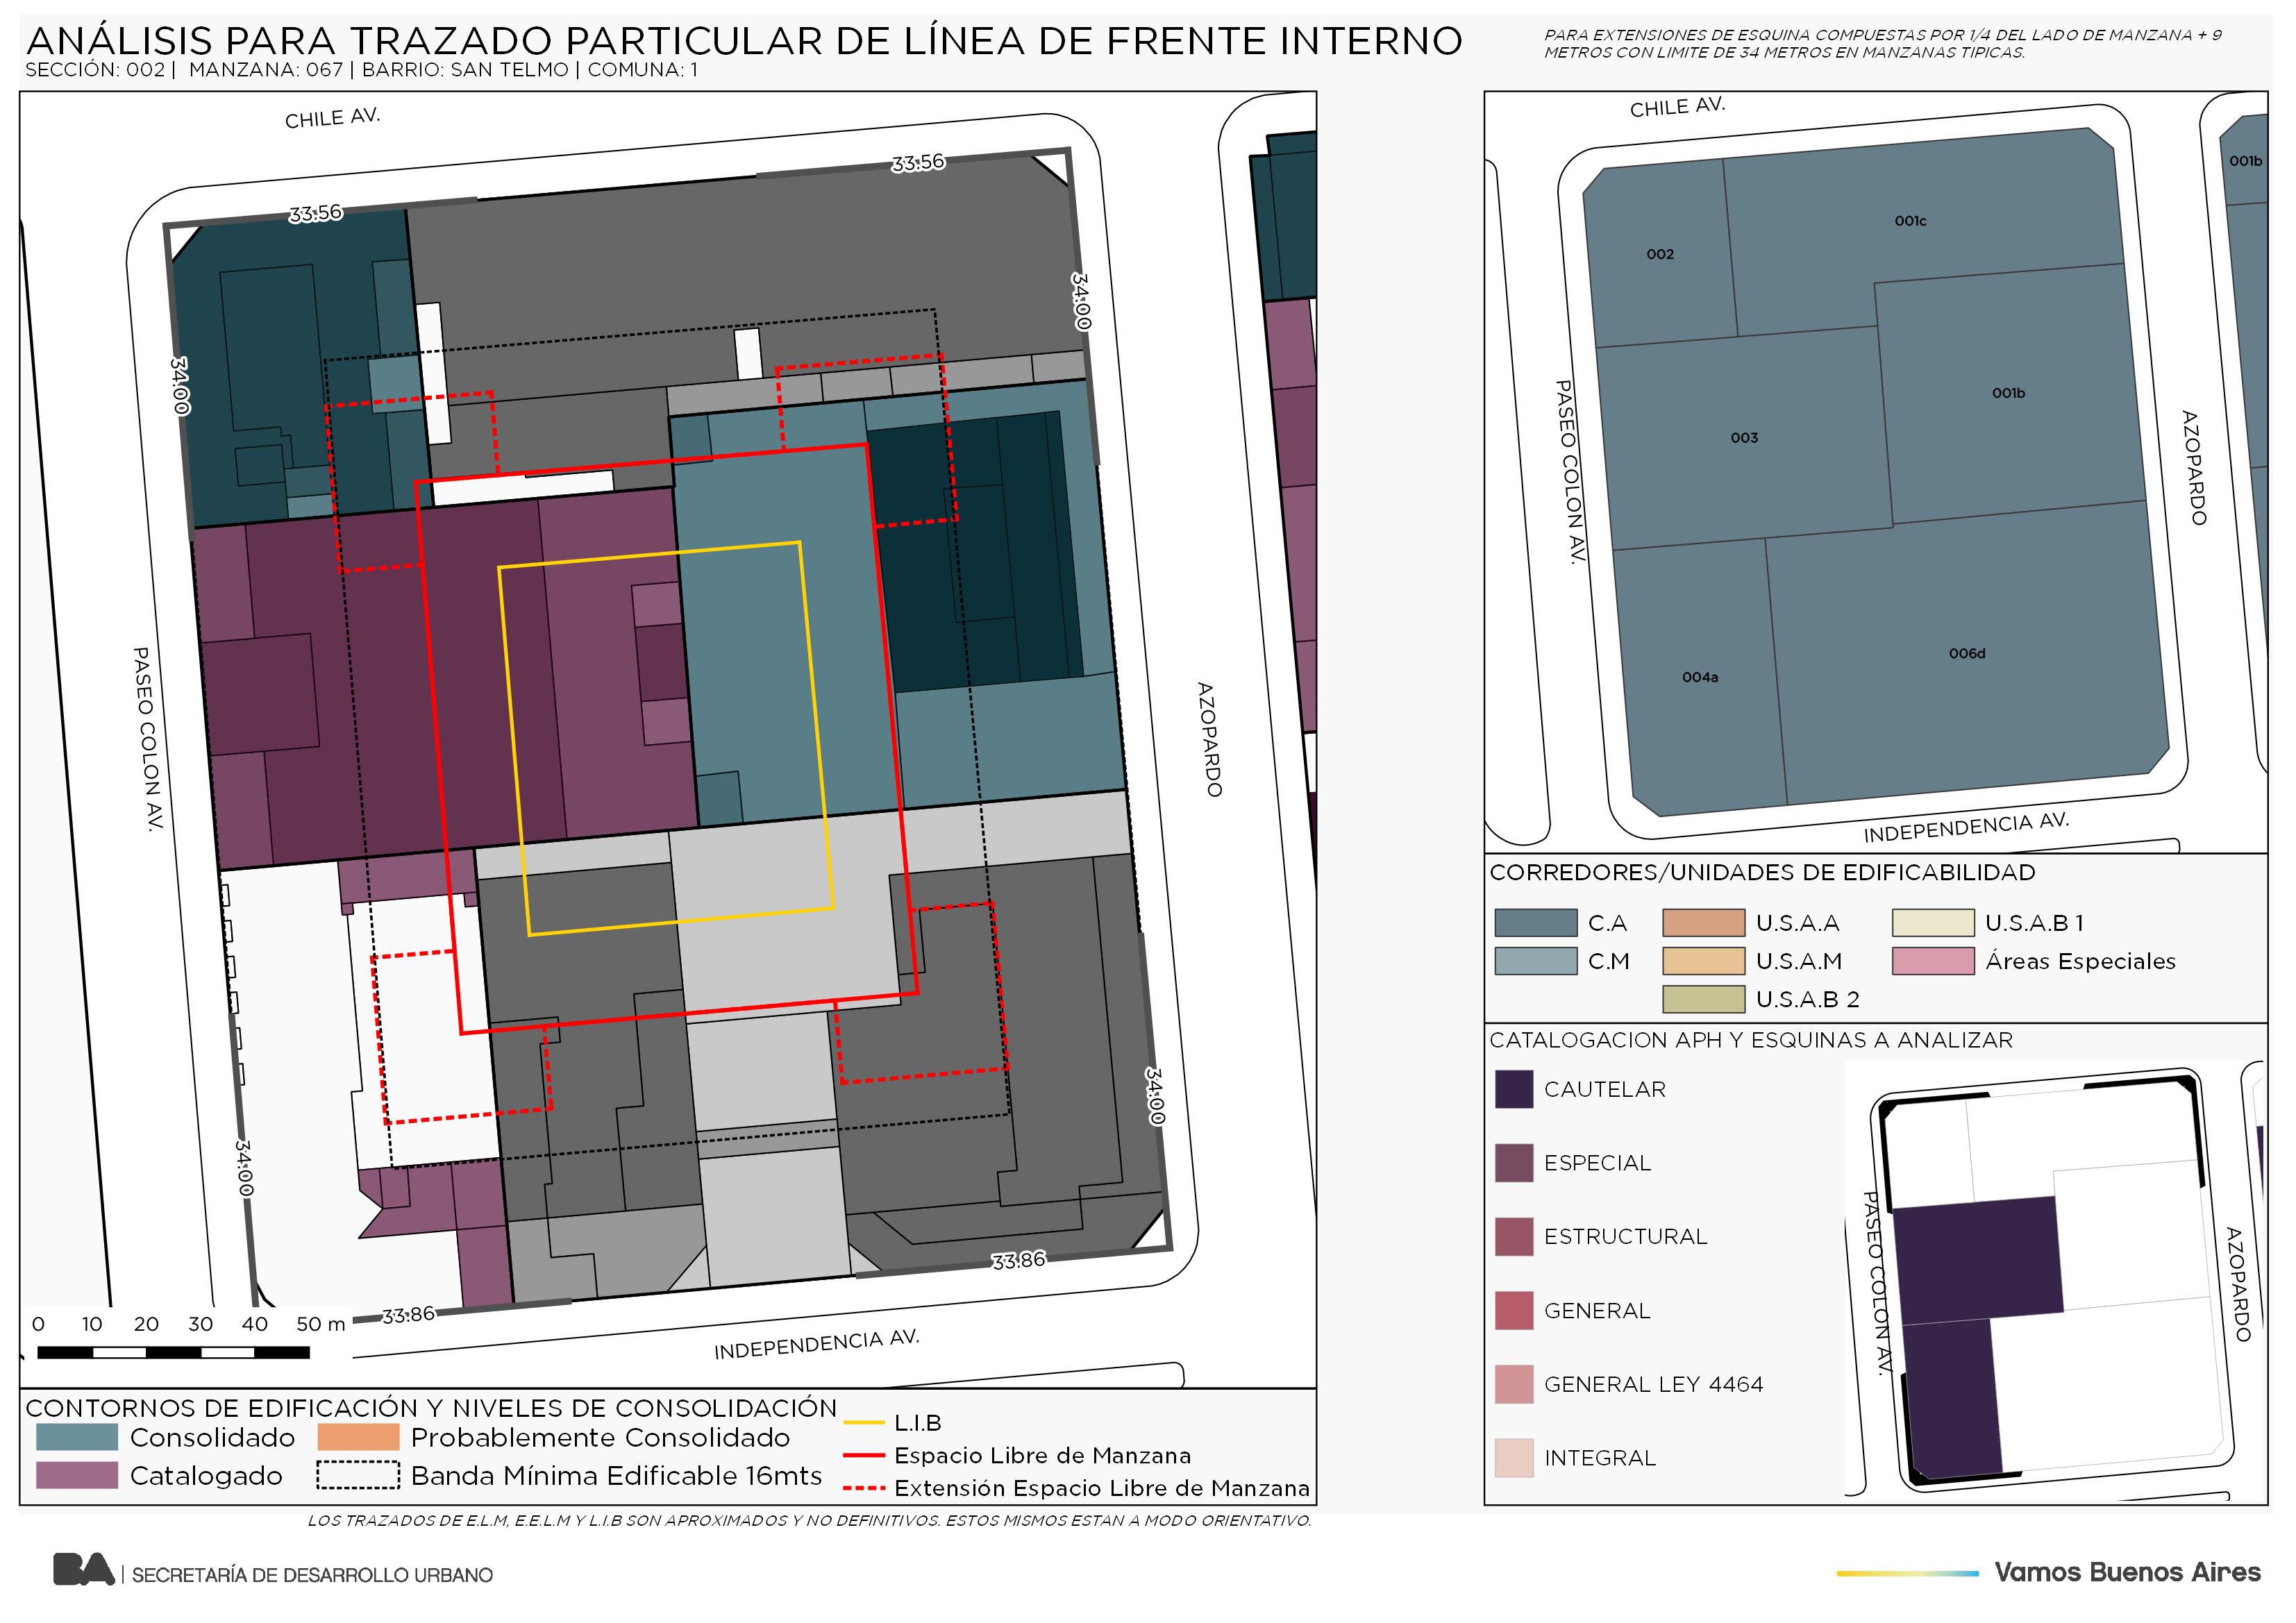 ANÁLISIS PARA TRAZADO PARTICULAR DE LÍNEA DE FRENTE INTERNO
SECCIÓN: 002 | MANZANA: 067 | BARRIO: SAN TELMO | COMUNA: 1
PARA EXTENSIONES DE ESQUINA COMPUESTAS POR 1/4 DEL LADO DE MANZANA + 9
METROS CON LIMITE DE 34 METROS EN MANZANAS TIPICAS.
CHILE AV.
33.56
33.56
34.00
34.00
PASEO COLON AV.
AZOPARDO
34.00
34.00
33.86
33.86
INDEPENDENCIA AV.
0 10 20 30 40 50 m
CONTORNOS DE EDIFICACIÓN Y NIVELES DE CONSOLIDACIÓN
Consolidado
Probablemente Consolidado
Catalogado
Banda Mínima Edificable 16mts
L.I.B
Espacio Libre de Manzana
Extensión Espacio Libre de Manzana
CHILE AV.
001b
001c
002
001b
003
PASEO COLON AV.
AZOPARDO
006d
004a
INDEPENDENCIA AV.
CORREDORES/UNIDADES DE EDIFICABILIDAD
C.A
U.S.A.A
U.S.A.B 1
C.M
U.S.A.M
Áreas Especiales
U.S.A.B 2
CATALOGACION APH Y ESQUINAS A ANALIZAR
CAUTELAR
ESPECIAL
ESTRUCTURAL
GENERAL
GENERAL LEY 4464
INTEGRAL
PASEO COLON AV.
AZOPARDO
LOS TRAZADOS DE E.L.M, E.E.L.M Y L.I.B SON APROXIMADOS Y NO DEFINITIVOS. ESTOS MISMOS ESTAN A MODO ORIENTATIVO.
BA | SECRETARÍA DE DESARROLLO URBANO
Vamos Buenos Aires